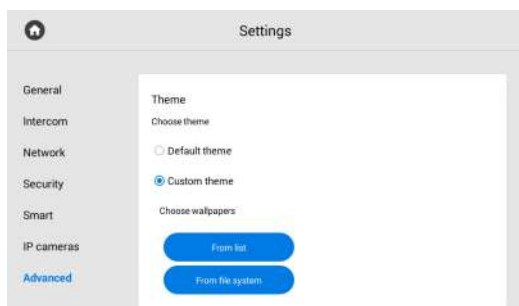 Settings
General
Intercom
Network
Security
Smart
IP cameras
Advanced
Theme
Choose theme
Default theme
Custom theme
Choose wallpapers
From list
From file system